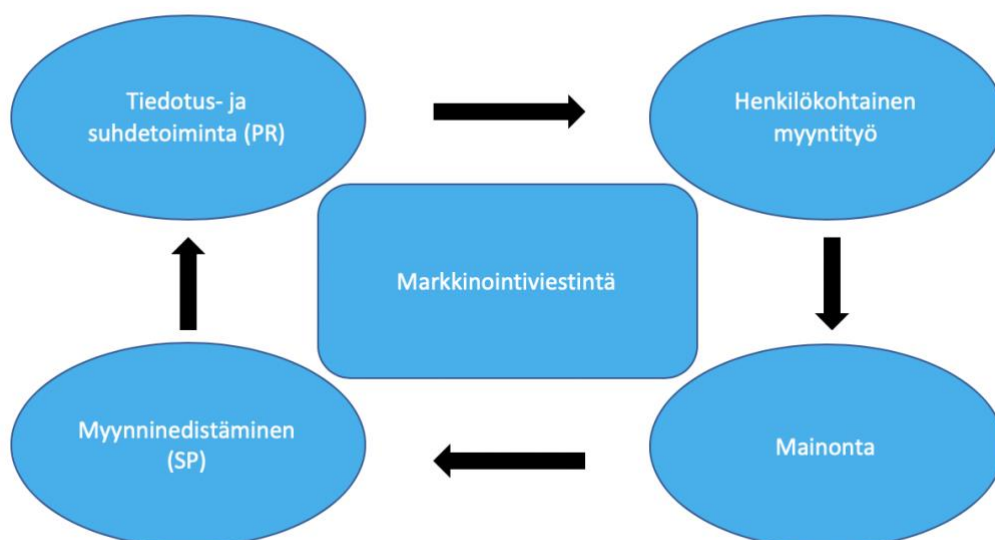 Tiedotus- ja
suhdetoiminta (PR)
Henkilökohtainen
myyntityö
Markkinointiviestintä
Myynninedistäminen
(SP)
Mainonta